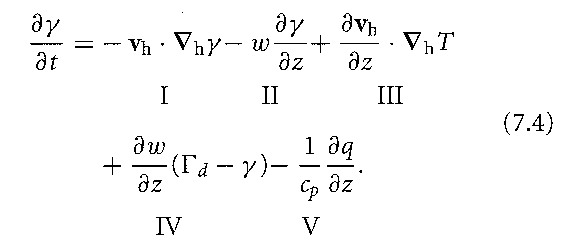 ∂γ/∂t = − v_h · ∇_h γ − w ∂γ/∂z + ∂v_h/∂z · ∇_h T
I II III
(7.4)
+ ∂w/∂z (Γ_d − γ) − 1/c_p ∂q/∂z.
IV V